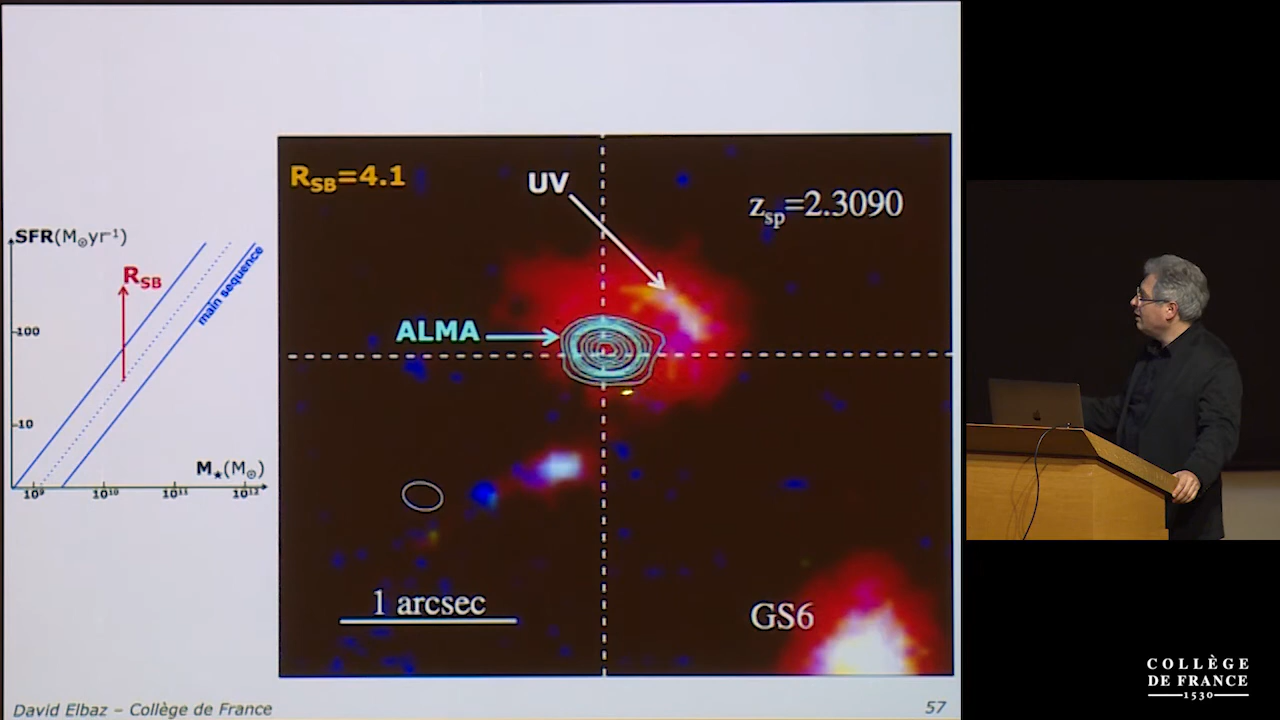 SFR(M⊙yr⁻¹)
R_SB
main sequence
100
10
M★(M⊙)
10⁹ 10¹⁰ 10¹¹ 10¹²
R_SB=4.1
UV
z_sp=2.3090
ALMA
1 arcsec
GS6
David Elbaz – Collège de France
57
COLLÈGE
DE FRANCE
1530